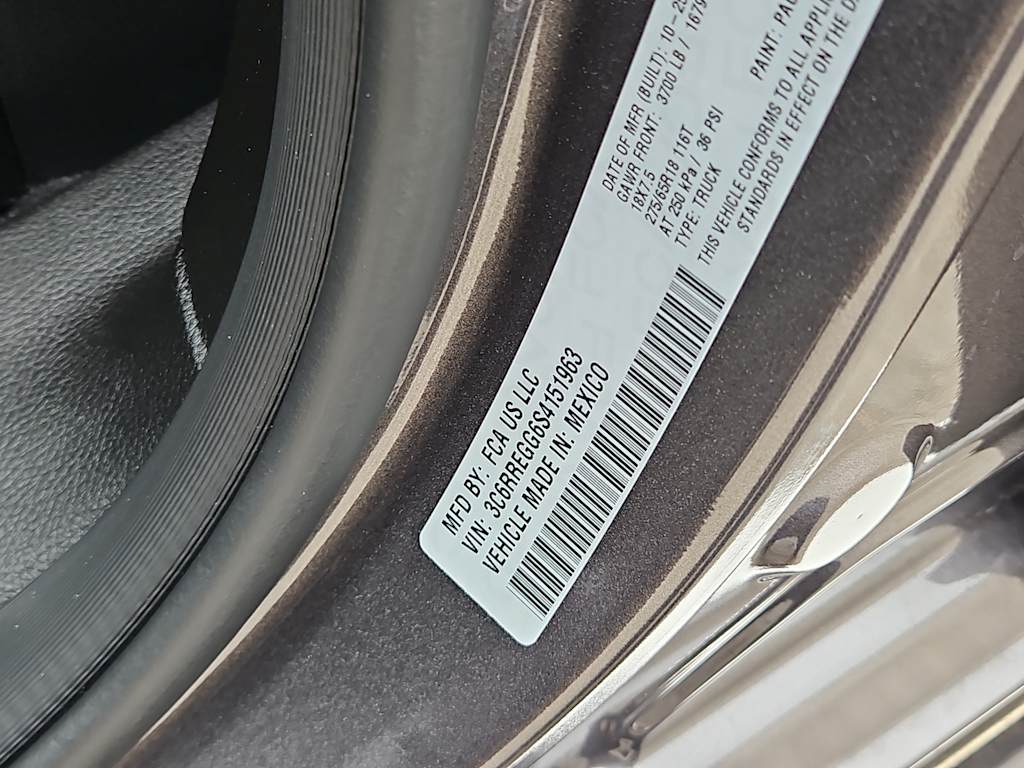 MFD BY: FCA US LLC
VIN: 3C6RREGG6S4151963
VEHICLE MADE IN: MEXICO
DATE OF MFR (BUILT): 10-25
GAWR FRONT: 3700 LB / 1679
18X7.5
275/65R18 116T
AT 250 kPa / 36 PSI
TYPE: TRUCK
PAINT:
THIS VEHICLE CONFORMS TO ALL
STANDARDS IN EFFECT ON THE